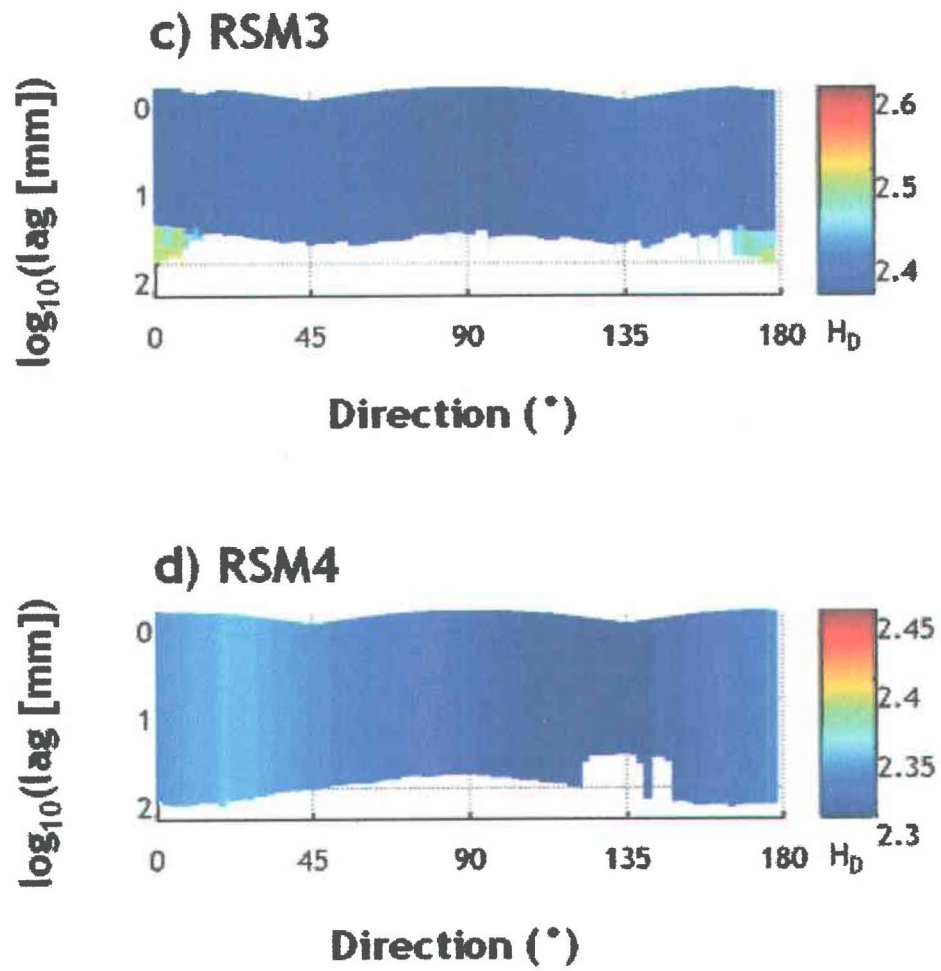 c) RSM3
log10(lag [mm])
0
1
2
0 45 90 135 180 HD
2.6
2.5
2.4
Direction (°)
d) RSM4
log10(lag [mm])
0
1
2
0 45 90 135 180 HD
2.45
2.4
2.35
2.3
Direction (°)